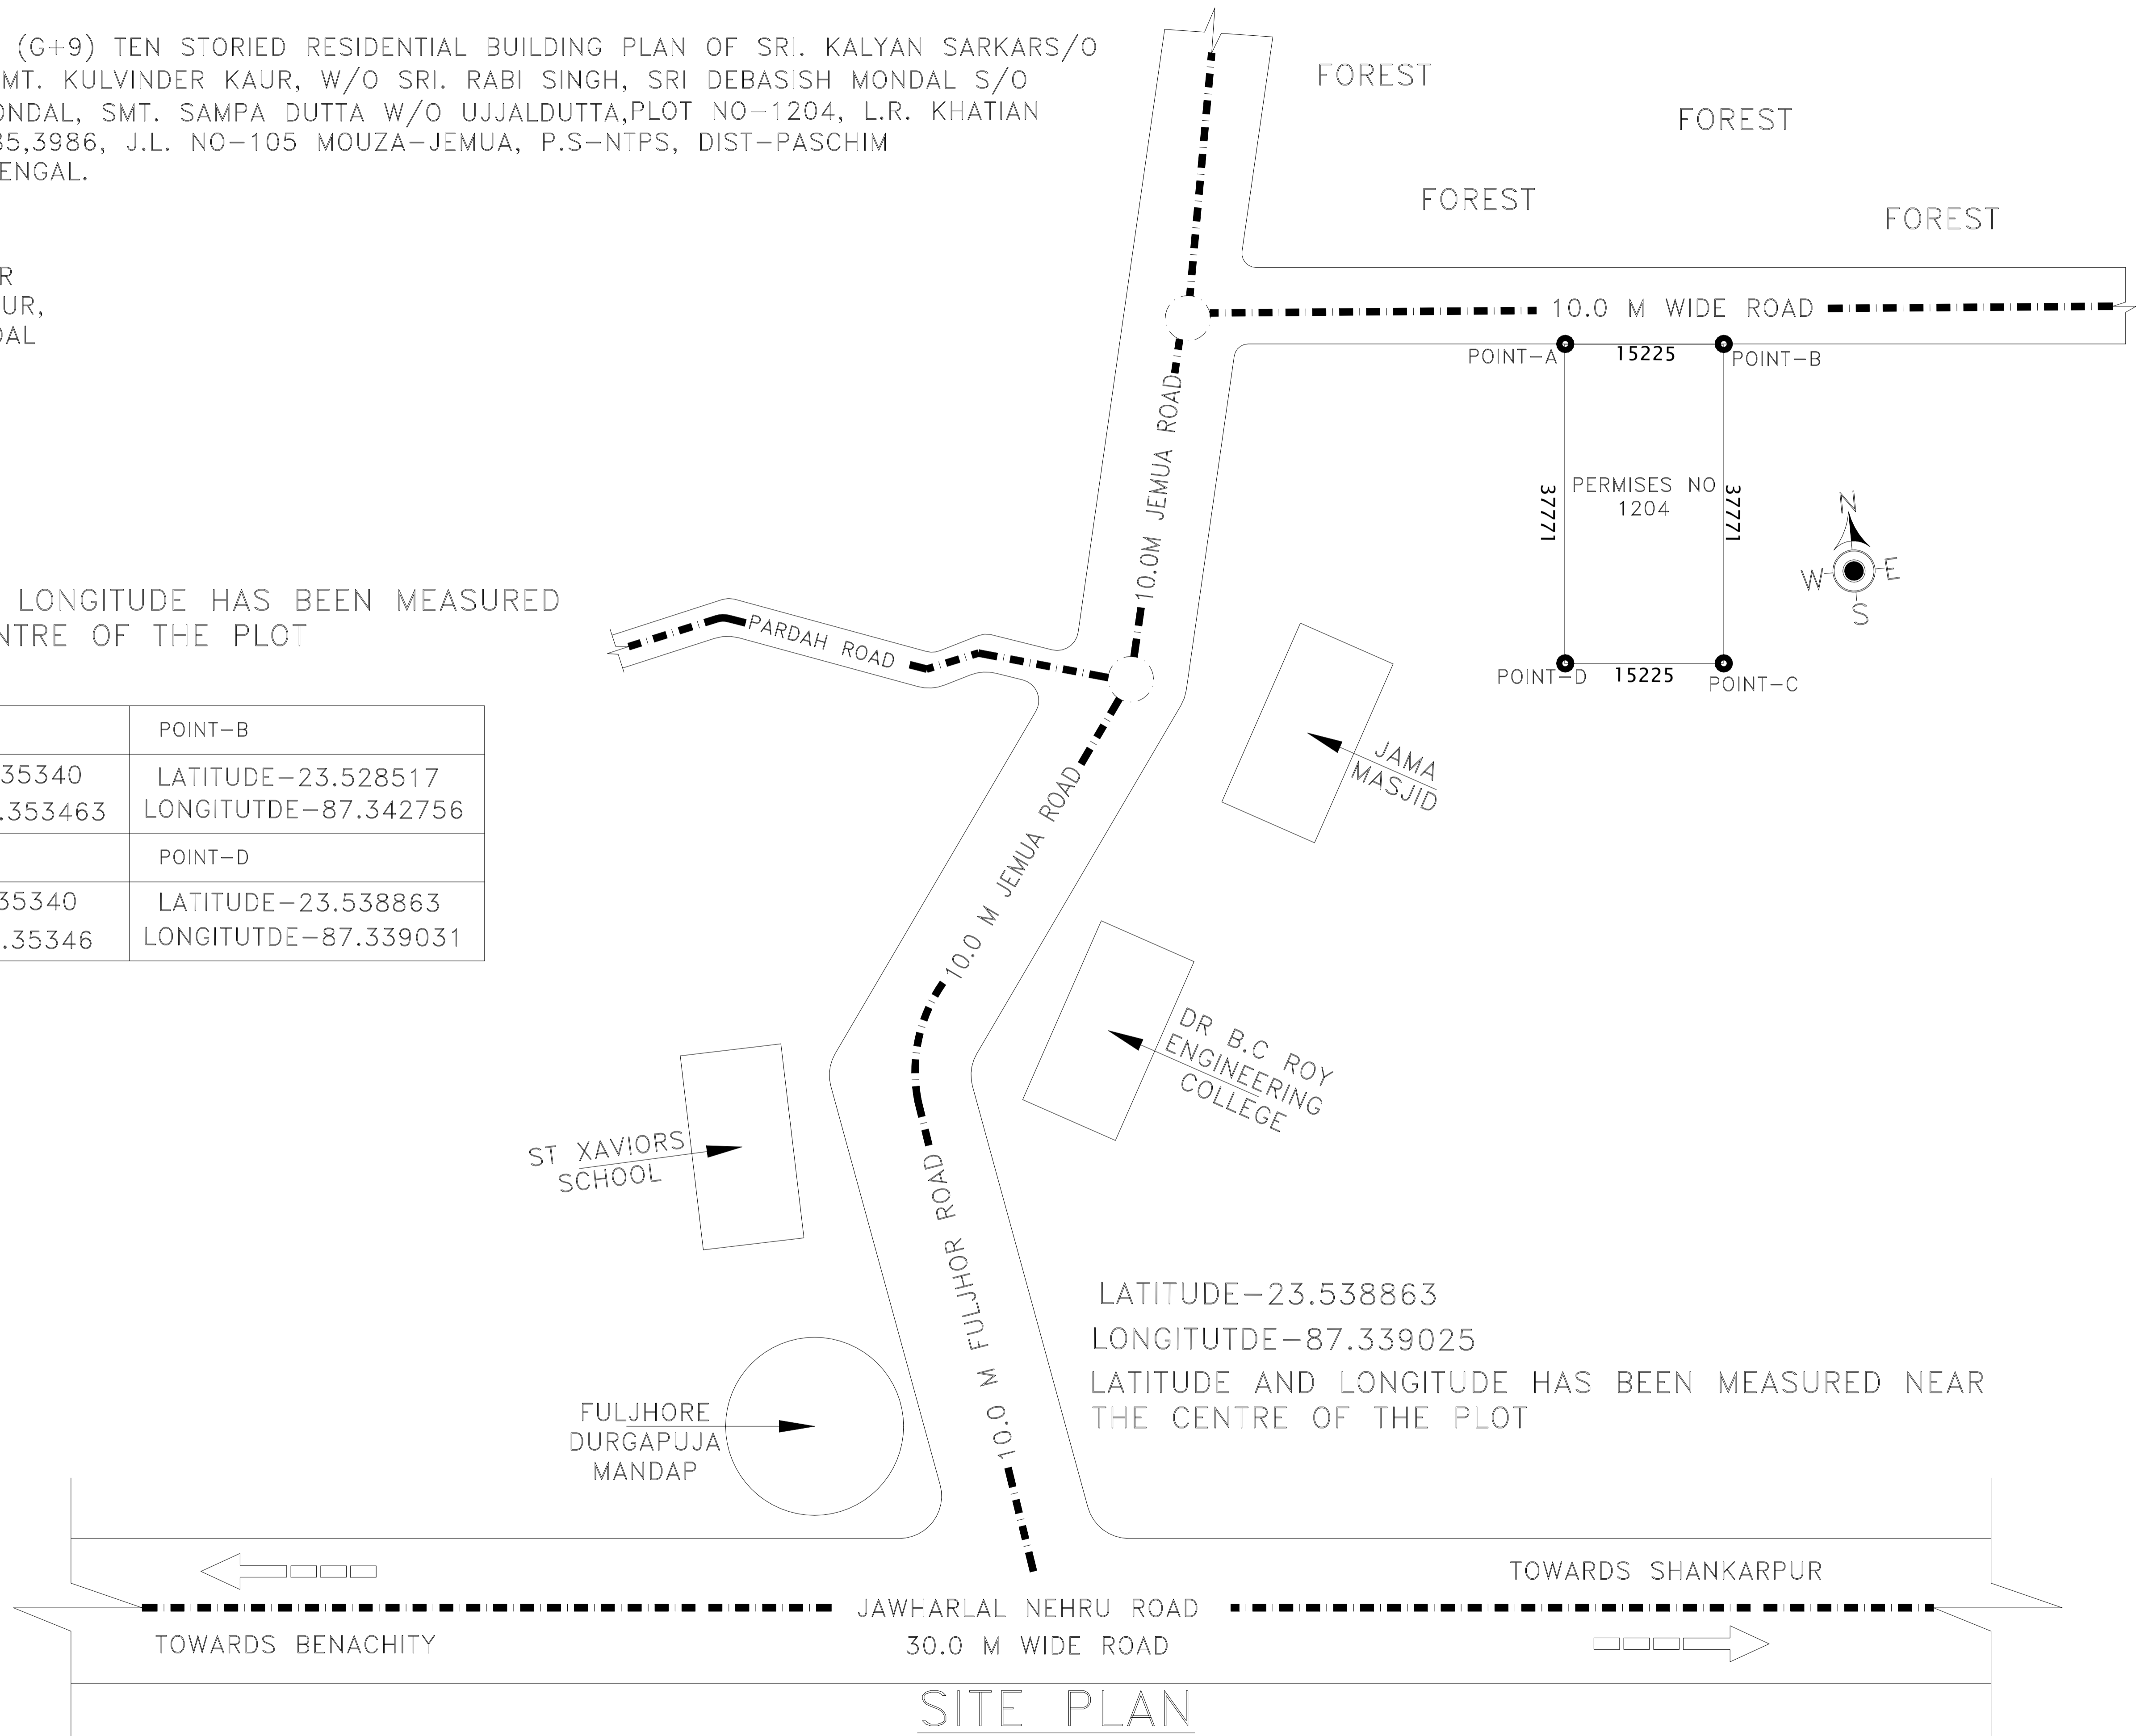 (G+9) TEN STORIED RESIDENTIAL BUILDING PLAN OF SRI. KALYAN SARKARS/O
MT. KULVINDER KAUR, W/O SRI. RABI SINGH, SRI DEBASISH MONDAL S/O
ONDAL, SMT. SAMPA DUTTA W/O UJJALDUTTA,PLOT NO-1204, L.R. KHATIAN
35,3986, J.L. NO-105 MOUZA-JEMUA, P.S-NTPS, DIST-PASCHIM
ENGAL.
R
UR,
DAL
FOREST
FOREST
FOREST
FOREST
10.0 M WIDE ROAD
POINT-A
15225
POINT-B
37771
PERMISES NO
1204
37771
POINT-D
15225
POINT-C
N
W
E
S
10.0M JEMUA ROAD
PARDAH ROAD
LONGITUDE HAS BEEN MEASURED
NTRE OF THE PLOT
POINT-B
35340
LATITUDE-23.528517
.353463
LONGITUTDE-87.342756
POINT-D
35340
LATITUDE-23.538863
.35346
LONGITUTDE-87.339031
JAMA
MASJID
10.0 M JEMUA ROAD
DR B.C ROY
ENGINEERING
COLLEGE
ST XAVIORS
SCHOOL
10.0 M FULJHOR ROAD
LATITUDE-23.538863
LONGITUTDE-87.339025
LATITUDE AND LONGITUDE HAS BEEN MEASURED NEAR
THE CENTRE OF THE PLOT
FULJHORE
DURGAPUJA
MANDAP
TOWARDS SHANKARPUR
JAWHARLAL NEHRU ROAD
TOWARDS BENACHITY
30.0 M WIDE ROAD
SITE PLAN